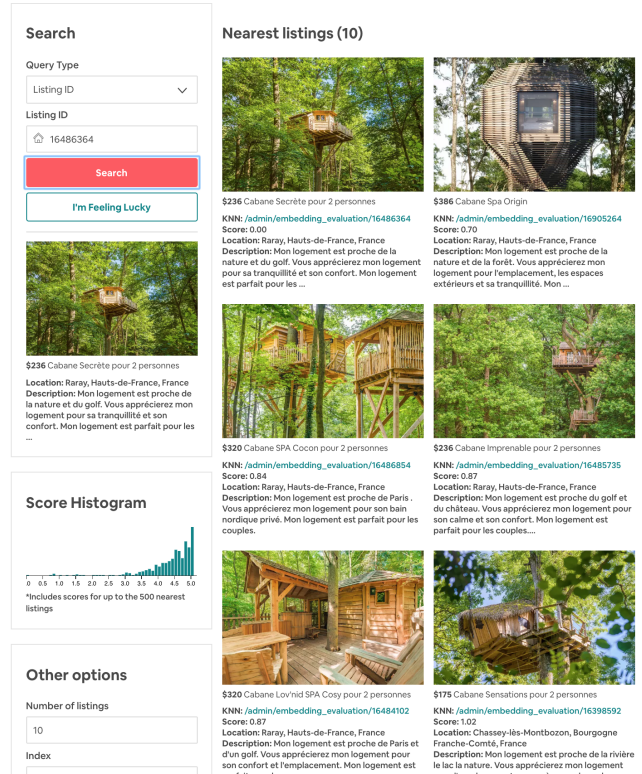 Search
Query Type
Listing ID
Listing ID
16486364
Search
I'm Feeling Lucky
$236 Cabane Secrète pour 2 personnes
Location: Raray, Hauts-de-France, France
Description: Mon logement est proche de
la nature et du golf. Vous apprécierez mon
logement pour sa tranquillité et son
confort. Mon logement est parfait pour les
...
Score Histogram
.0 0.5 1.0 1.5 2.0 2.5 3.0 3.5 4.0 4.5 5.0
*Includes scores for up to the 500 nearest
listings
Other options
Number of listings
10
Index
Nearest listings (10)
$236 Cabane Secrète pour 2 personnes
KNN: /admin/embedding_evaluation/16486364
Score: 0.00
Location: Raray, Hauts-de-France, France
Description: Mon logement est proche de la
nature et du golf. Vous apprécierez mon logement
pour sa tranquillité et son confort. Mon logement
est parfait pour les ...
$386 Cabane Spa Origin
KNN: /admin/embedding_evaluation/16905264
Score: 0.70
Location: Raray, Hauts-de-France, France
Description: Mon logement est proche de la
nature et de la forêt. Vous apprécierez mon
logement pour l'emplacement, les espaces
extérieurs et sa tranquillité. Mon ...
$320 Cabane SPA Cocon pour 2 personnes
KNN: /admin/embedding_evaluation/16486854
Score: 0.84
Location: Raray, Hauts-de-France, France
Description: Mon logement est proche de Paris .
Vous apprécierez mon logement pour son bain
nordique privé. Mon logement est parfait pour les
couples.
$236 Cabane Imprenable pour 2 personnes
KNN: /admin/embedding_evaluation/16485735
Score: 0.87
Location: Raray, Hauts-de-France, France
Description: Mon logement est proche du golf et
du château. Vous apprécierez mon logement pour
son calme et son confort. Mon logement est
parfait pour les couples....
$320 Cabane Lov'nid SPA Cosy pour 2 personnes
KNN: /admin/embedding_evaluation/16484102
Score: 0.87
Location: Raray, Hauts-de-France, France
Description: Mon logement est proche de Paris et
d'un golf. Vous apprécierez mon logement pour
son confort et l'emplacement. Mon logement est
$175 Cabane Sensations pour 2 personnes
KNN: /admin/embedding_evaluation/16398592
Score: 1.02
Location: Chassey-lès-Montbozon, Bourgogne
Franche-Comté, France
Description: Mon logement est proche de la rivière
le lac la nature. Vous apprécierez mon logement